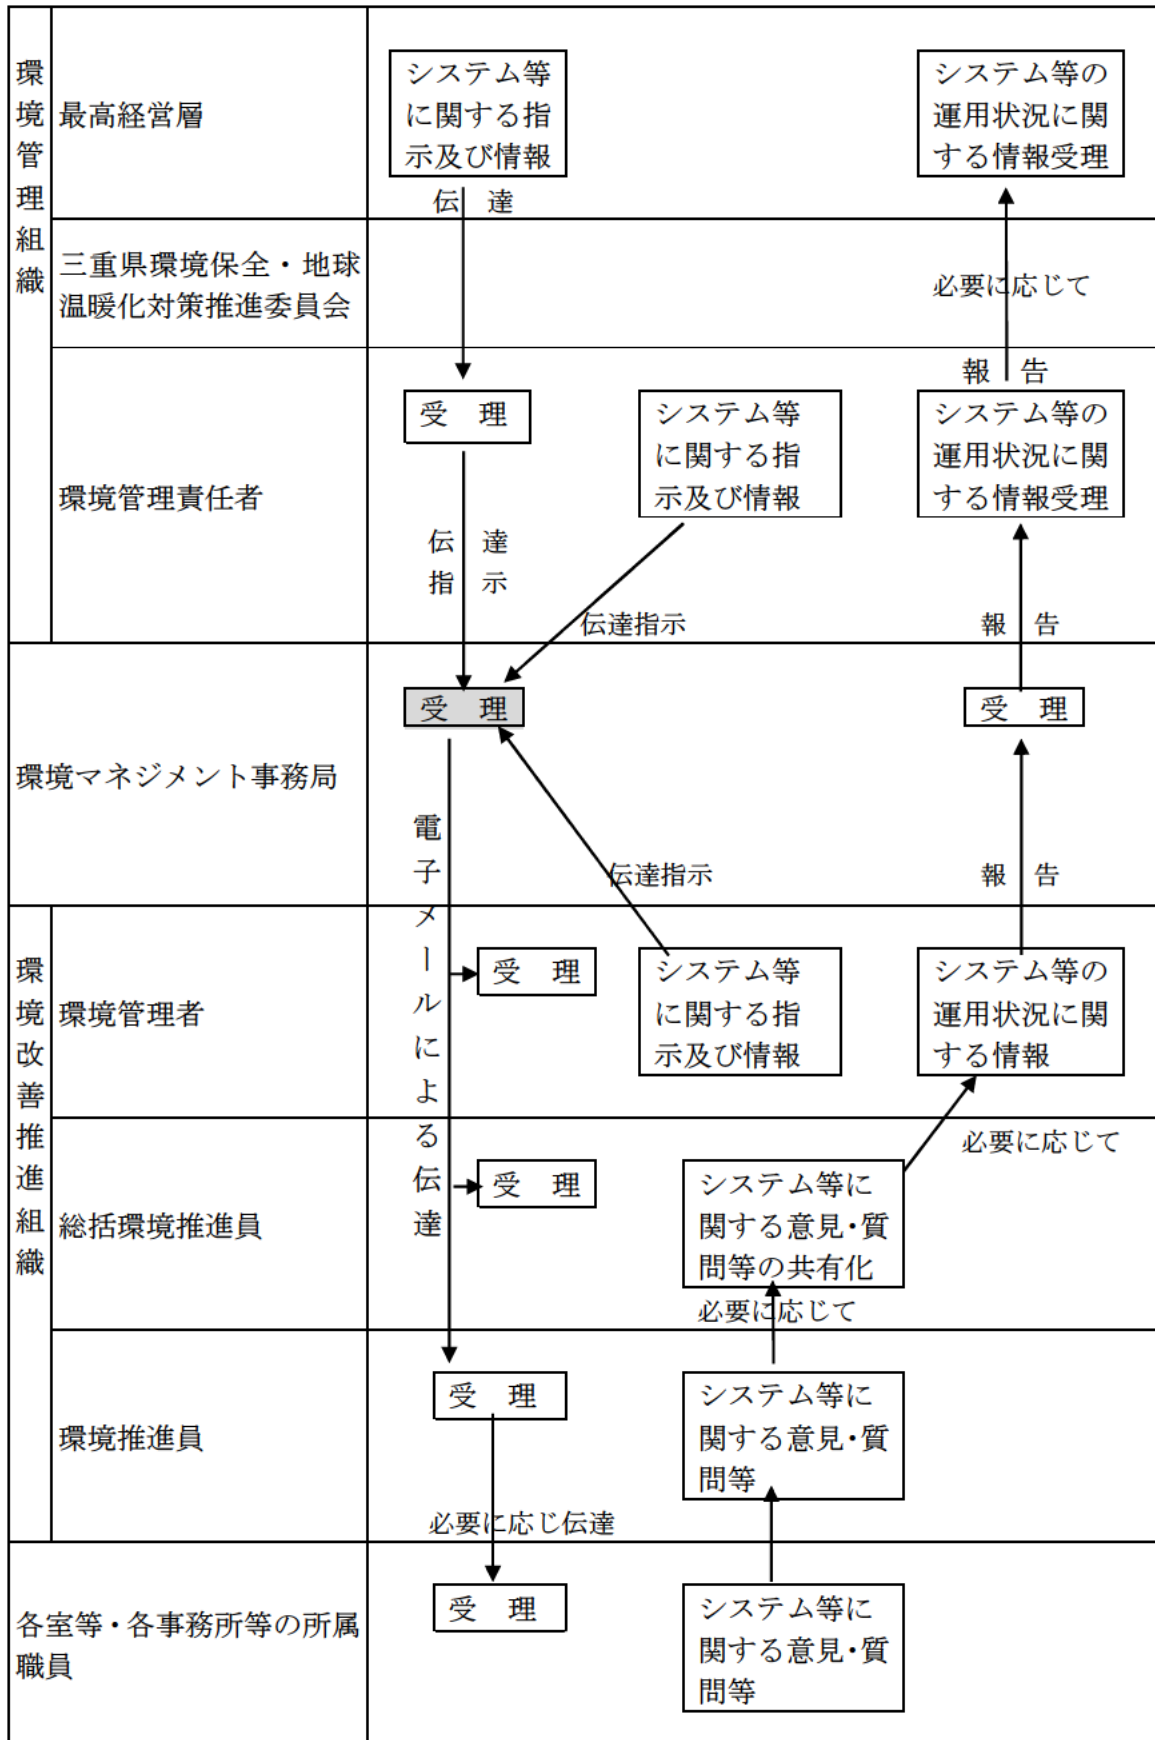 環境管理組織
最高経営層
システム等
に関する指
示及び情報
システム等の
運用状況に関
する情報受理
伝　達
三重県環境保全・地球
温暖化対策推進委員会
必要に応じて
報　告
環境管理責任者
受　理
システム等
に関する指
示及び情報
システム等の
運用状況に関
する情報受理
伝　達
指　示
伝達指示
報　告
環境マネジメント事務局
受　理
受　理
電子メールによる伝達
伝達指示
報　告
環境改善推進組織
環境管理者
受　理
システム等
に関する指
示及び情報
システム等の
運用状況に関
する情報
必要に応じて
総括環境推進員
受　理
システム等に
関する意見・質
問等の共有化
必要に応じて
環境推進員
受　理
システム等に
関する意見・質
問等
必要に応じ伝達
各室等・各事務所等の所属
職員
受　理
システム等に
関する意見・質
問等